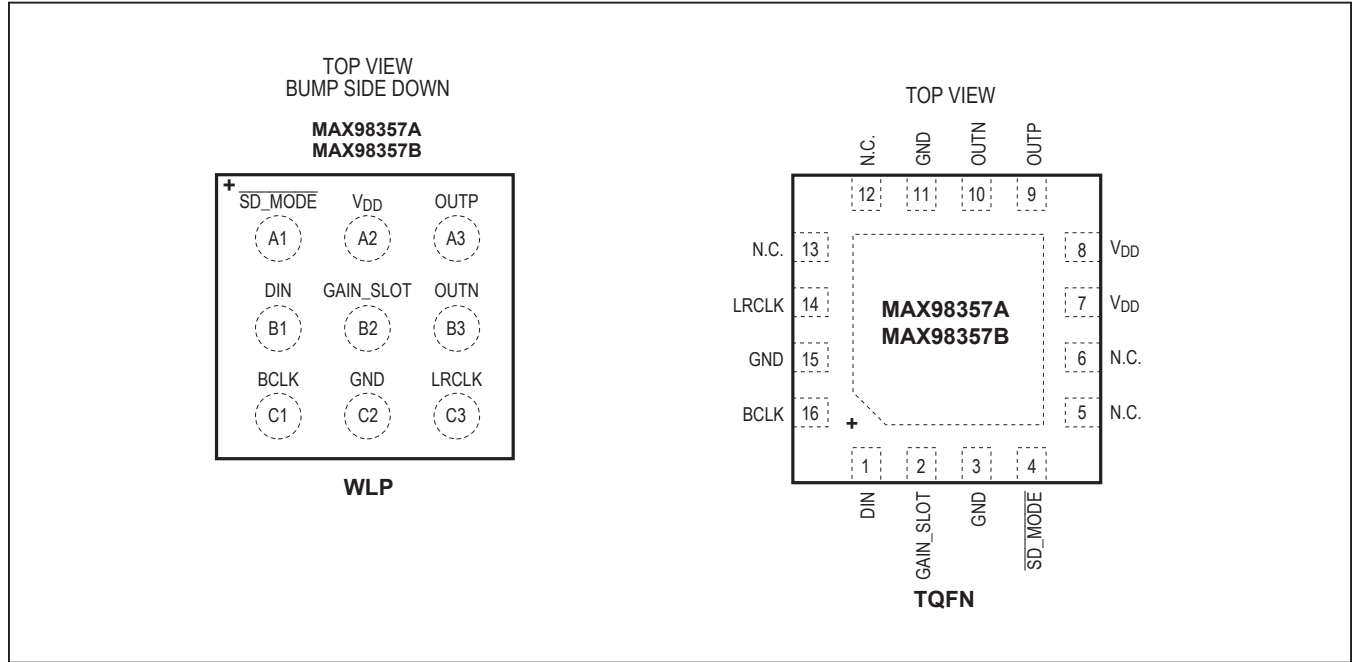 TOP VIEW
BUMP SIDE DOWN
MAX98357A
MAX98357B
+
SD_MODE VDD OUTP
A1 A2 A3
DIN GAIN_SLOT OUTN
B1 B2 B3
BCLK GND LRCLK
C1 C2 C3
WLP
TOP VIEW
N.C. GND OUTN OUTP
12 11 10 9
N.C. 13 8 VDD
LRCLK 14 7 VDD
GND 15 6 N.C.
BCLK 16 5 N.C.
MAX98357A
MAX98357B
+
1 2 3 4
DIN GAIN_SLOT GND SD_MODE
TQFN